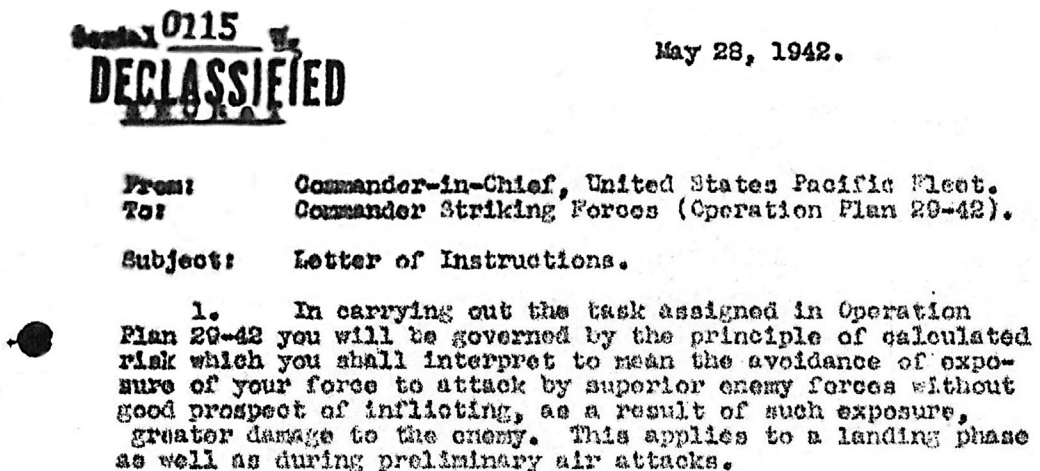 Serial 0115 W
DECLASSIFIED
SECRET
May 28, 1942.
From: Commander-in-Chief, United States Pacific Fleet.
To: Commander Striking Forces (Operation Plan 29-42).
Subject: Letter of Instructions.
1. In carrying out the task assigned in Operation
Plan 29-42 you will be governed by the principle of calculated
risk which you shall interpret to mean the avoidance of expo-
sure of your force to attack by superior enemy forces without
good prospect of inflicting, as a result of such exposure,
greater damage to the enemy. This applies to a landing phase
as well as during preliminary air attacks.